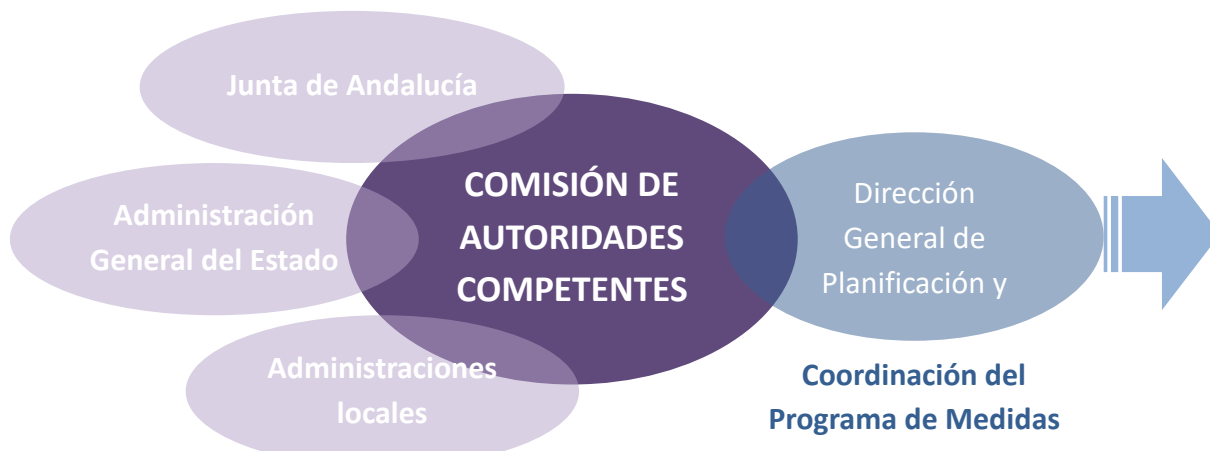 Junta de Andalucía
Administración
General del Estado
Administraciones
locales
COMISIÓN DE
AUTORIDADES
COMPETENTES
Dirección
General de
Planificación y
Coordinación del
Programa de Medidas